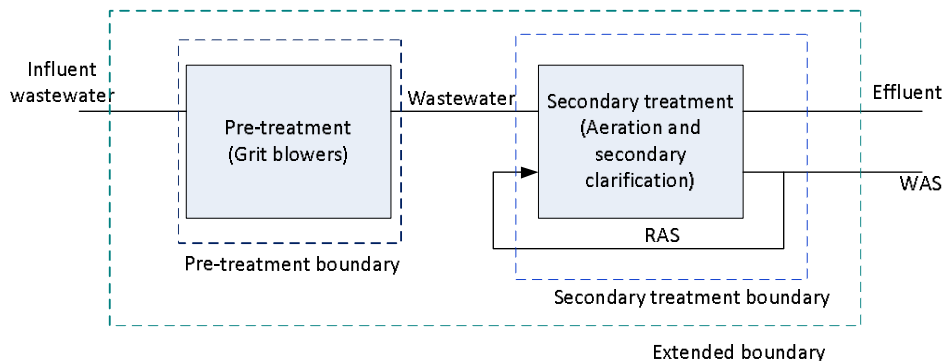 Influent
wastewater
Pre-treatment
(Grit blowers)
Wastewater
Secondary treatment
(Aeration and
secondary
clarification)
Effluent
WAS
RAS
Pre-treatment boundary
Secondary treatment boundary
Extended boundary